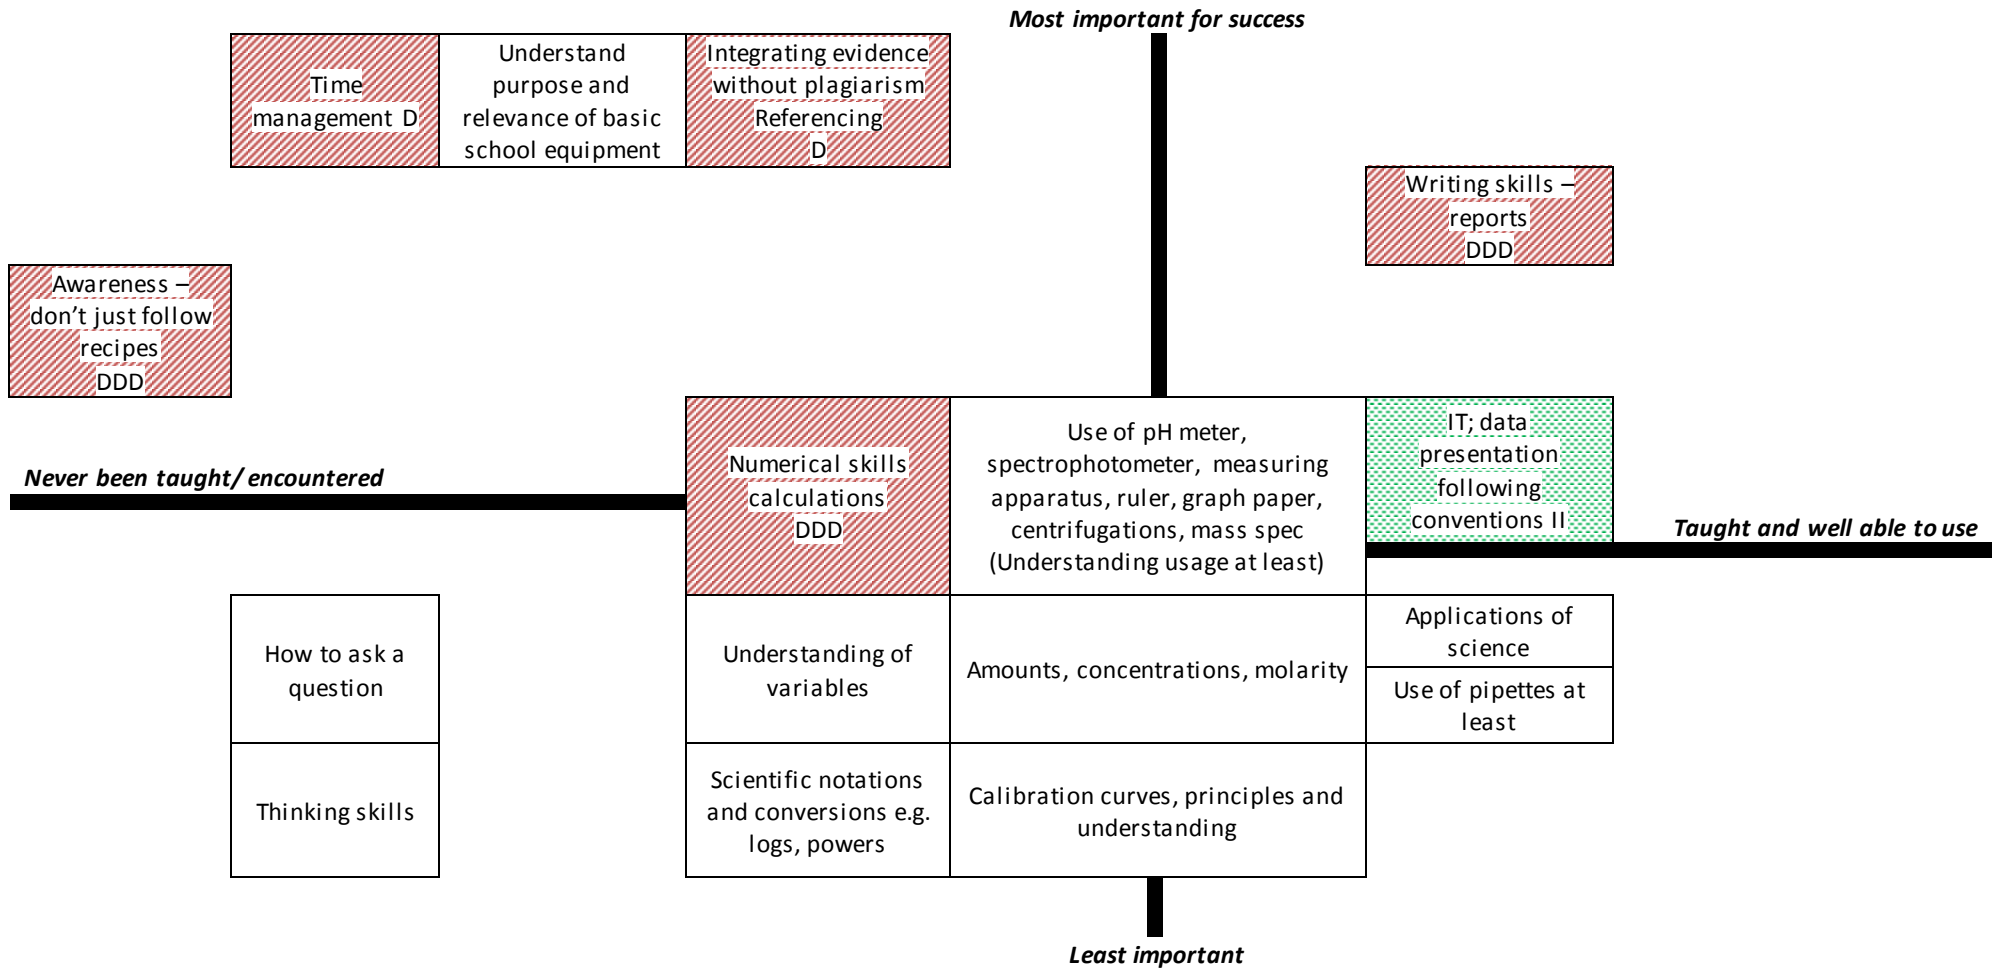 Most important for success
Time
management D
Understand
purpose and
relevance of basic
school equipment
Integrating evidence
without plagiarism
Referencing
D
Writing skills –
reports
DDD
Awareness –
don’t just follow
recipes
DDD
Never been taught/ encountered
Numerical skills
calculations
DDD
Use of pH meter,
spectrophotometer, measuring
apparatus, ruler, graph paper,
centrifugations, mass spec
(Understanding usage at least)
IT; data
presentation
following
conventions II
Taught and well able to use
How to ask a
question
Understanding of
variables
Amounts, concentrations, molarity
Applications of
science
Use of pipettes at
least
Thinking skills
Scientific notations
and conversions e.g.
logs, powers
Calibration curves, principles and
understanding
Least important